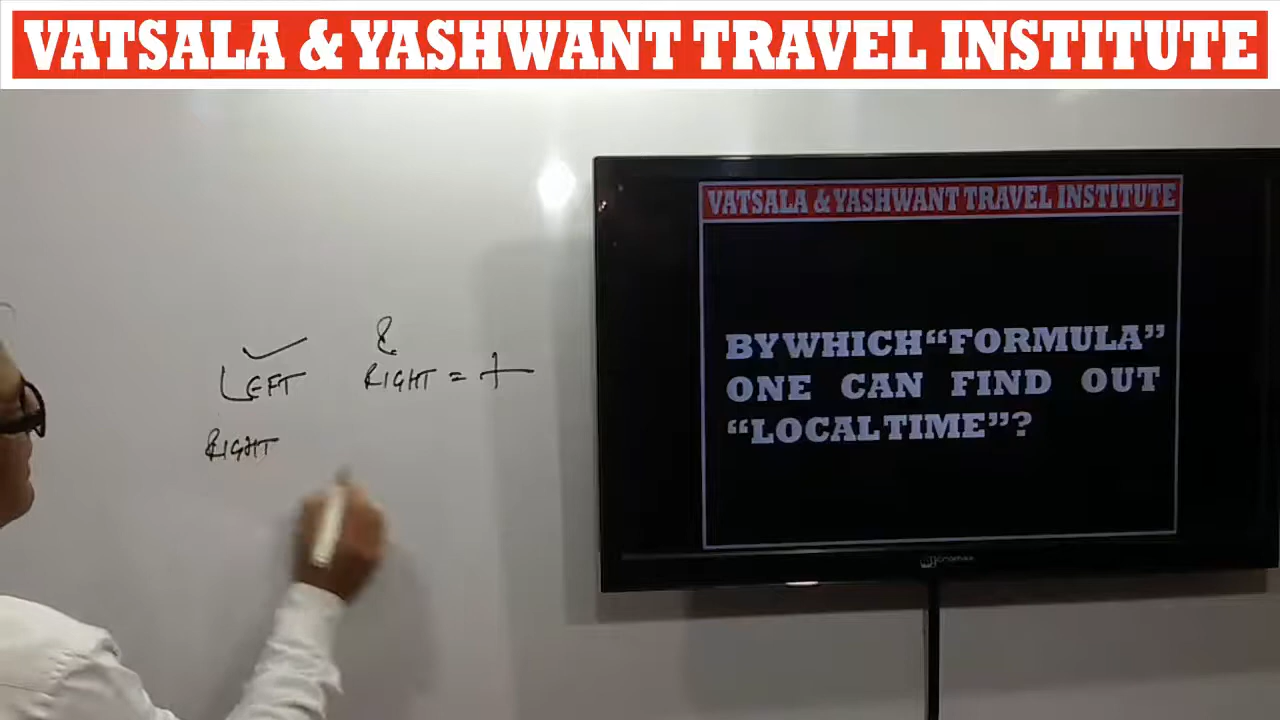 VATSALA & YASHWANT TRAVEL INSTITUTE
VATSALA & YASHWANT TRAVEL INSTITUTE
BY WHICH “FORMULA”
ONE CAN FIND OUT
“LOCAL TIME”?
&
LEFT RIGHT = +
RIGHT